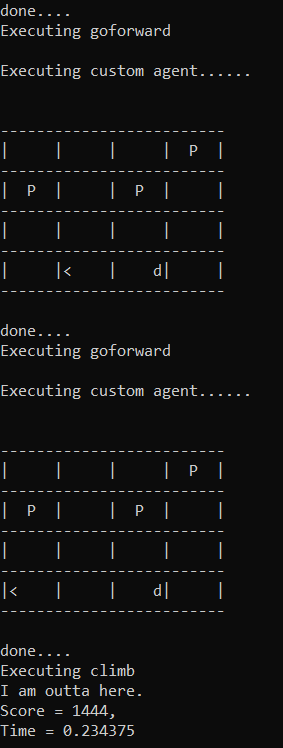 done....
Executing goforward
Executing custom agent......
-------------------------
|     |     |     |  P  |
-------------------------
|  P  |     |  P  |     |
-------------------------
|     |     |     |     |
-------------------------
|     |<    |    d|     |
-------------------------
done....
Executing goforward
Executing custom agent......
-------------------------
|     |     |     |  P  |
-------------------------
|  P  |     |  P  |     |
-------------------------
|     |     |     |     |
-------------------------
|<    |     |    d|     |
-------------------------
done....
Executing climb
I am outta here.
Score = 1444,
Time = 0.234375